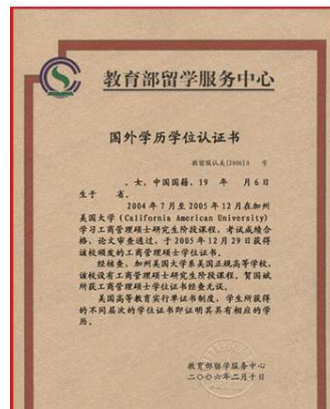 教育部留学服务中心
国外学历学位认证书
教留服认美[2006]0 号
，女，中国国籍，19 年 月6日
生于 省。
2004年7月至2005年12月在加州
美国大学（California American University）
学习工商管理硕士研究生阶段课程，考试成绩合
格，论文审查通过，于2005年12月29日获得
该校颁发的工商管理硕士学位证书。
经核查，加州美国大学系美国正规高等学校，
该校设有工商管理硕士研究生阶段课程，贺国斌
所获工商管理硕士学位证书经查无误。
美国高等教育实行单证书制度，学生所获得
的不同层次的学位证书即证明其具有相应的学
历。
教育部留学服务中心
二〇〇六年二月十日